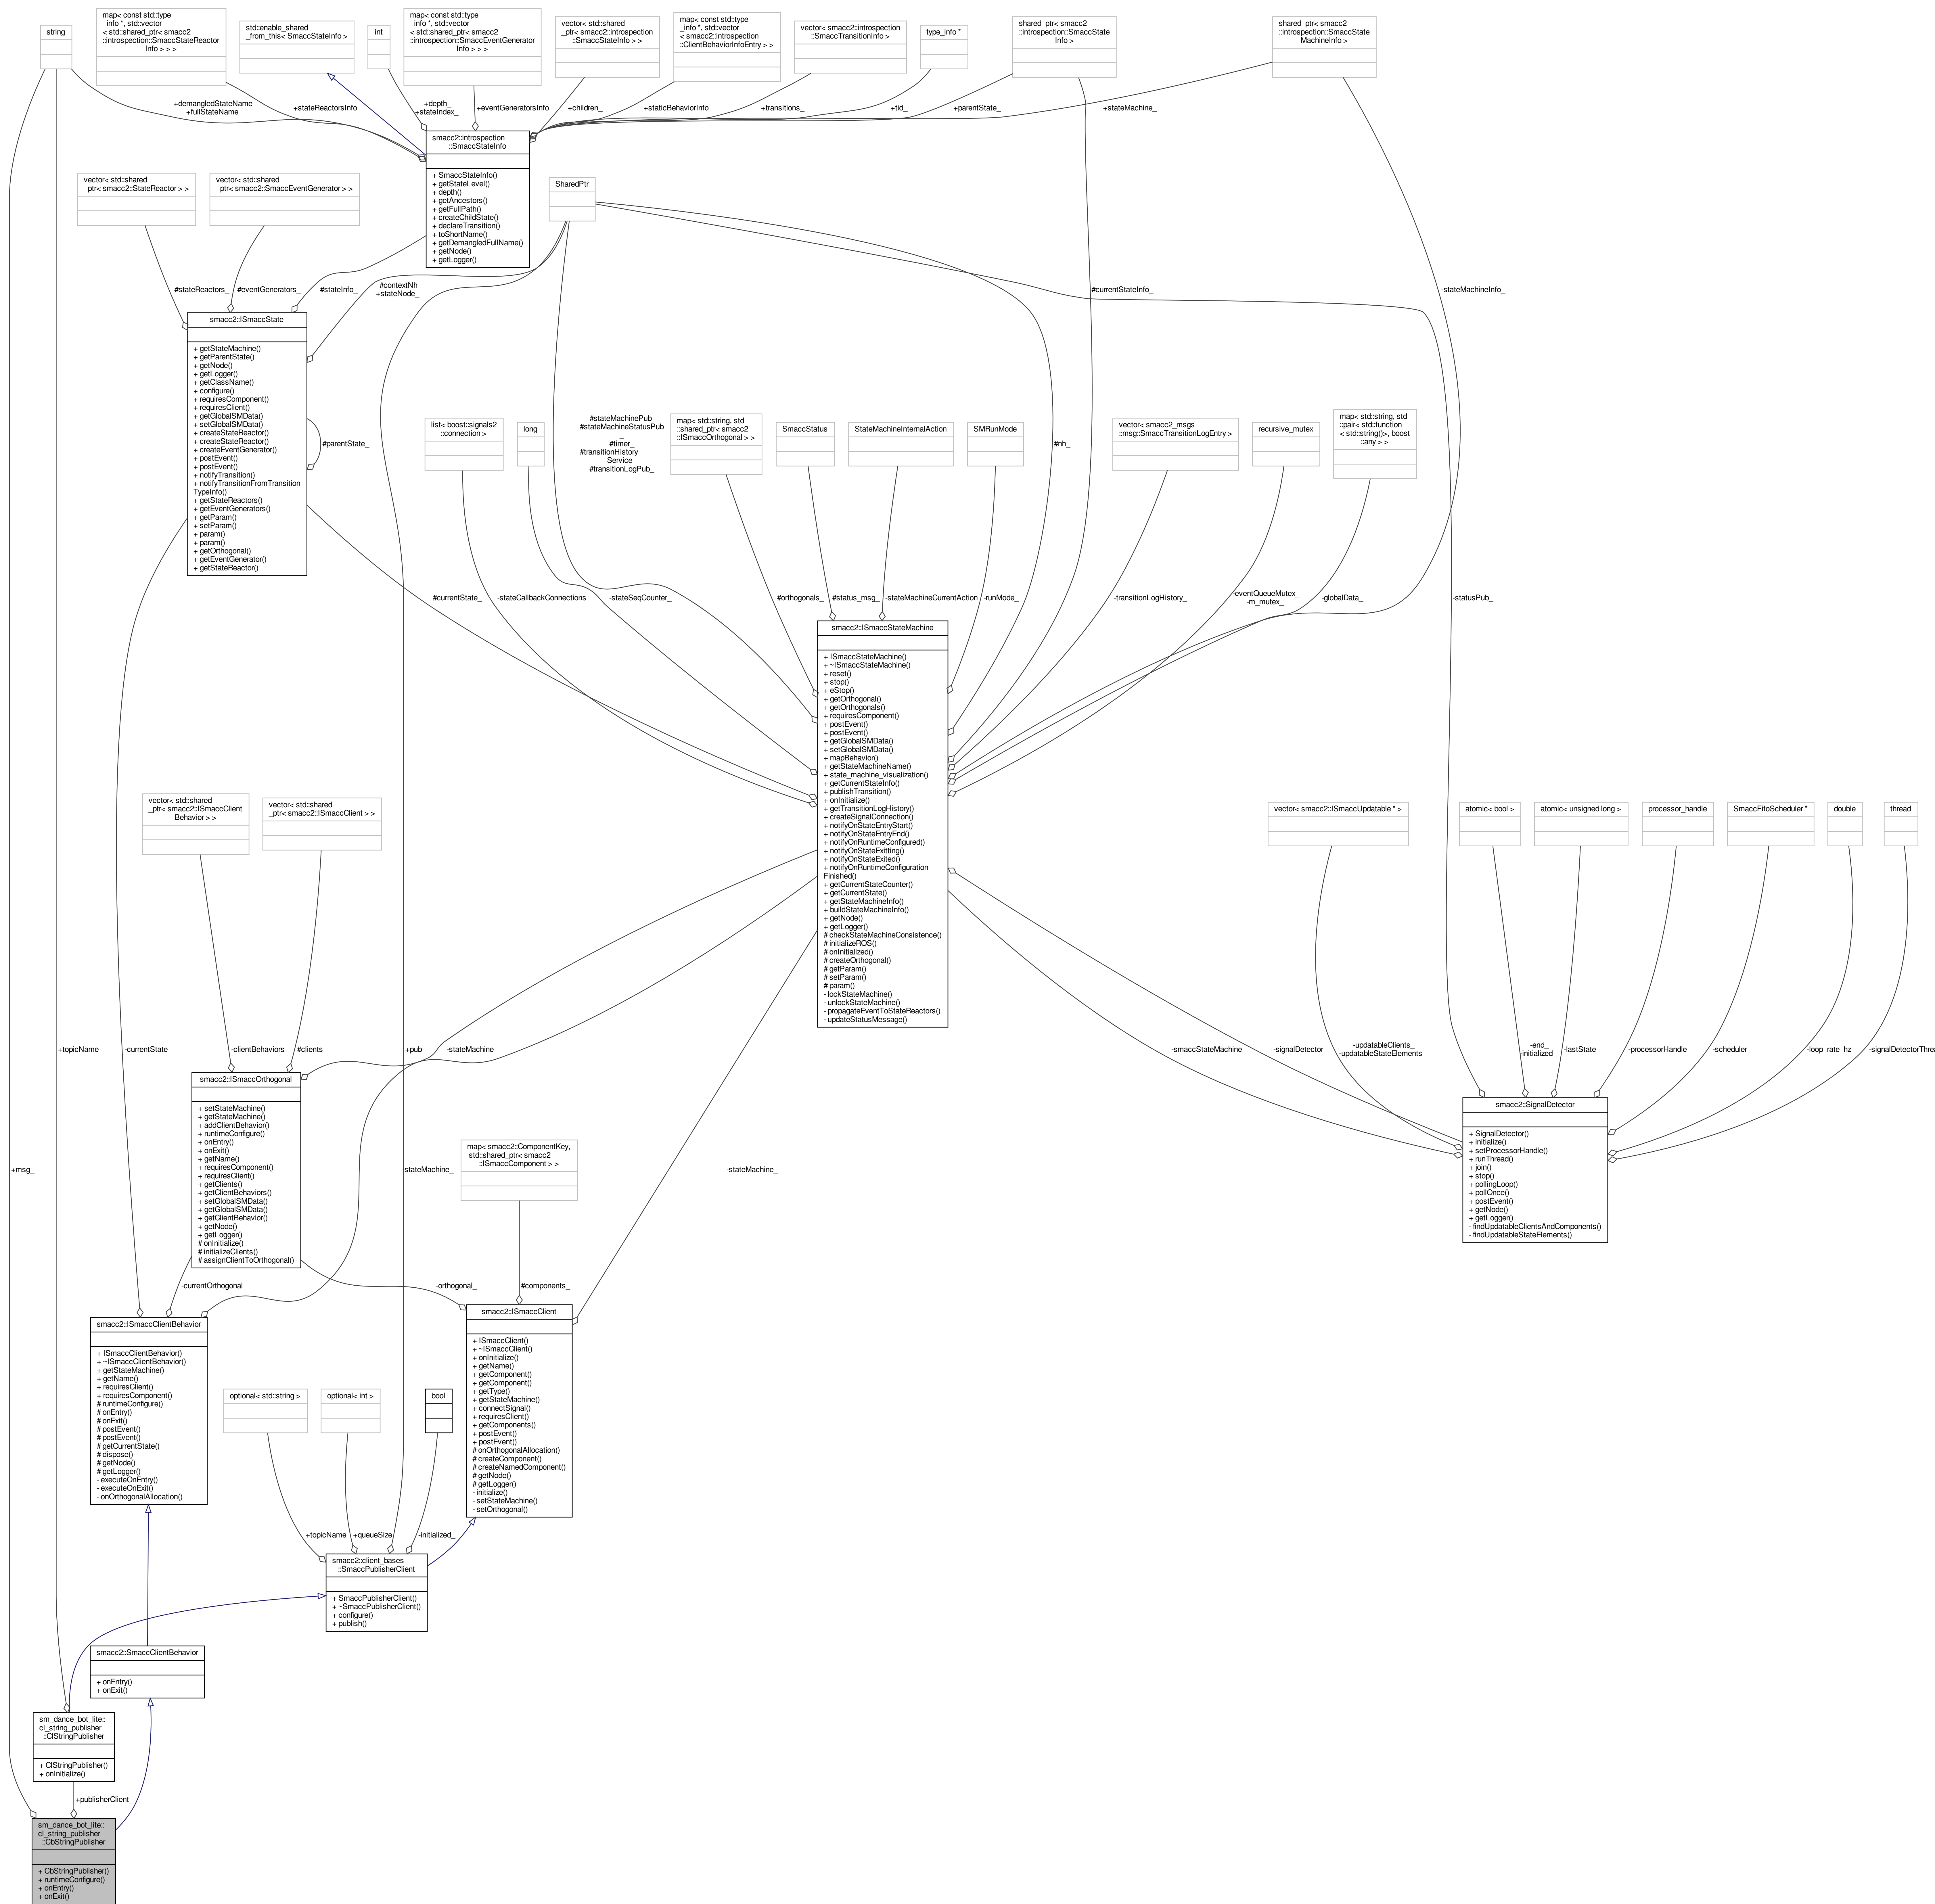 string
map< const std::type
_info *, std::vector
< std::shared_ptr< smacc2
::introspection::SmaccStateReactor
Info > > >
std::enable_shared
_from_this< SmaccStateInfo >
int
map< const std::type
_info *, std::vector
< std::shared_ptr< smacc2
::introspection::SmaccEventGenerator
Info > > >
vector< std::shared
_ptr< smacc2::introspection
::SmaccStateInfo > >
map< const std::type
_info *, std::vector
< smacc2::introspection
::ClientBehaviorInfoEntry > >
vector< smacc2::introspection
::SmaccTransitionInfo >
type_info *
shared_ptr< smacc2
::introspection::SmaccState
Info >
shared_ptr< smacc2
::introspection::SmaccState
MachineInfo >
+demangledStateName
+fullStateName
+stateReactorsInfo
+depth_
+stateIndex_
+eventGeneratorsInfo
+children_
+staticBehaviorInfo
+transitions_
+tid_
+parentState_
+stateMachine_
smacc2::introspection
::SmaccStateInfo
+ SmaccStateInfo()
+ getStateLevel()
+ depth()
+ getAncestors()
+ getFullPath()
+ createChildState()
+ declareTransition()
+ toShortName()
+ getDemangledFullName()
+ getNode()
+ getLogger()
vector< std::shared
_ptr< smacc2::StateReactor > >
vector< std::shared
_ptr< smacc2::SmaccEventGenerator > >
SharedPtr
#stateReactors_
#eventGenerators_
#stateInfo_
#contextNh
+stateNode_
#currentStateInfo_
-stateMachineInfo_
smacc2::ISmaccState
+ getStateMachine()
+ getParentState()
+ getNode()
+ getLogger()
+ getClassName()
+ configure()
+ requiresComponent()
+ requiresClient()
+ getGlobalSMData()
+ setGlobalSMData()
+ createStateReactor()
+ createStateReactor()
+ createEventGenerator()
+ postEvent()
+ postEvent()
+ notifyTransition()
+ notifyTransitionFromTransition
TypeInfo()
+ getStateReactors()
+ getEventGenerators()
+ getParam()
+ setParam()
+ param()
+ param()
+ getOrthogonal()
+ getEventGenerator()
+ getStateReactor()
#parentState_
list< boost::signals2
::connection >
long
#stateMachinePub_
#stateMachineStatusPub
_
#timer_
#transitionHistory
Service_
#transitionLogPub_
map< std::string, std
::shared_ptr< smacc2
::ISmaccOrthogonal > >
SmaccStatus
StateMachineInternalAction
SMRunMode
#nh_
vector< smacc2_msgs
::msg::SmaccTransitionLogEntry >
recursive_mutex
map< std::string, std
::pair< std::function
< std::string()>, boost
::any > >
#currentState_
-stateCallbackConnections
-stateSeqCounter_
#orthogonals_
#status_msg_
-stateMachineCurrentAction
-runMode_
-transitionLogHistory_
-eventQueueMutex_
-m_mutex_
-globalData_
-statusPub_
smacc2::ISmaccStateMachine
+ ISmaccStateMachine()
+ ~ISmaccStateMachine()
+ reset()
+ stop()
+ eStop()
+ getOrthogonal()
+ getOrthogonals()
+ requiresComponent()
+ postEvent()
+ postEvent()
+ getGlobalSMData()
+ setGlobalSMData()
+ mapBehavior()
+ getStateMachineName()
+ state_machine_visualization()
+ getCurrentStateInfo()
+ publishTransition()
+ onInitialize()
+ getTransitionLogHistory()
+ createSignalConnection()
+ notifyOnStateEntryStart()
+ notifyOnStateEntryEnd()
+ notifyOnRuntimeConfigured()
+ notifyOnStateExitting()
+ notifyOnStateExited()
+ notifyOnRuntimeConfiguration
Finished()
+ getCurrentStateCounter()
+ getCurrentState()
+ getStateMachineInfo()
+ buildStateMachineInfo()
+ getNode()
+ getLogger()
# checkStateMachineConsistence()
# initializeROS()
# onInitialized()
# createOrthogonal()
# getParam()
# setParam()
# param()
- lockStateMachine()
- unlockStateMachine()
- propagateEventToStateReactors()
- updateStatusMessage()
vector< std::shared
_ptr< smacc2::ISmaccClient
Behavior > >
vector< std::shared
_ptr< smacc2::ISmaccClient > >
vector< smacc2::ISmaccUpdatable * >
atomic< bool >
atomic< unsigned long >
processor_handle
SmaccFifoScheduler *
double
thread
+topicName_
-currentState
-clientBehaviors_
#clients_
+pub_
-stateMachine_
-smaccStateMachine_
-signalDetector_
-updatableClients_
-updatableStateElements_
-end_
-initialized_
-lastState_
-processorHandle_
-scheduler_
-loop_rate_hz
-signalDetectorThrea
smacc2::ISmaccOrthogonal
+ setStateMachine()
+ getStateMachine()
+ addClientBehavior()
+ runtimeConfigure()
+ onEntry()
+ onExit()
+ getName()
+ requiresComponent()
+ requiresClient()
+ getClients()
+ getClientBehaviors()
+ setGlobalSMData()
+ getGlobalSMData()
+ getClientBehavior()
+ getNode()
+ getLogger()
# onInitialize()
# initializeClients()
# assignClientToOrthogonal()
smacc2::SignalDetector
+ SignalDetector()
+ initialize()
+ setProcessorHandle()
+ runThread()
+ join()
+ stop()
+ pollingLoop()
+ pollOnce()
+ postEvent()
+ getNode()
+ getLogger()
- findUpdatableClientsAndComponents()
- findUpdatableStateElements()
+msg_
-stateMachine_
map< smacc2::ComponentKey,
std::shared_ptr< smacc2
::ISmaccComponent > >
-stateMachine_
-currentOrthogonal
-orthogonal_
#components_
smacc2::ISmaccClientBehavior
+ ISmaccClientBehavior()
+ ~ISmaccClientBehavior()
+ getStateMachine()
+ getName()
+ requiresClient()
+ requiresComponent()
# runtimeConfigure()
# onEntry()
# onExit()
# postEvent()
# postEvent()
# getCurrentState()
# dispose()
# getNode()
# getLogger()
- executeOnEntry()
- executeOnExit()
- onOrthogonalAllocation()
smacc2::ISmaccClient
+ ISmaccClient()
+ ~ISmaccClient()
+ onInitialize()
+ getName()
+ getComponent()
+ getComponent()
+ getType()
+ getStateMachine()
+ connectSignal()
+ requiresClient()
+ getComponents()
+ postEvent()
+ postEvent()
# onOrthogonalAllocation()
# createComponent()
# createNamedComponent()
# getNode()
# getLogger()
- initialize()
- setStateMachine()
- setOrthogonal()
optional< std::string >
optional< int >
bool
+topicName
+queueSize
-initialized_
smacc2::client_bases
::SmaccPublisherClient
+ SmaccPublisherClient()
+ ~SmaccPublisherClient()
+ configure()
+ publish()
smacc2::SmaccClientBehavior
+ onEntry()
+ onExit()
sm_dance_bot_lite::
cl_string_publisher
::ClStringPublisher
+ ClStringPublisher()
+ onInitialize()
+publisherClient_
sm_dance_bot_lite::
cl_string_publisher
::CbStringPublisher
+ CbStringPublisher()
+ runtimeConfigure()
+ onEntry()
+ onExit()